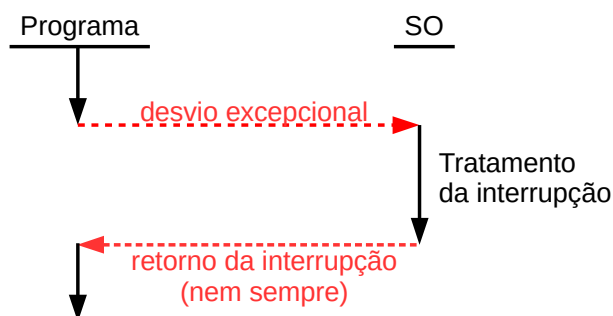 Programa
SO
desvio excepcional
Tratamento
da interrupção
retorno da interrupção
(nem sempre)